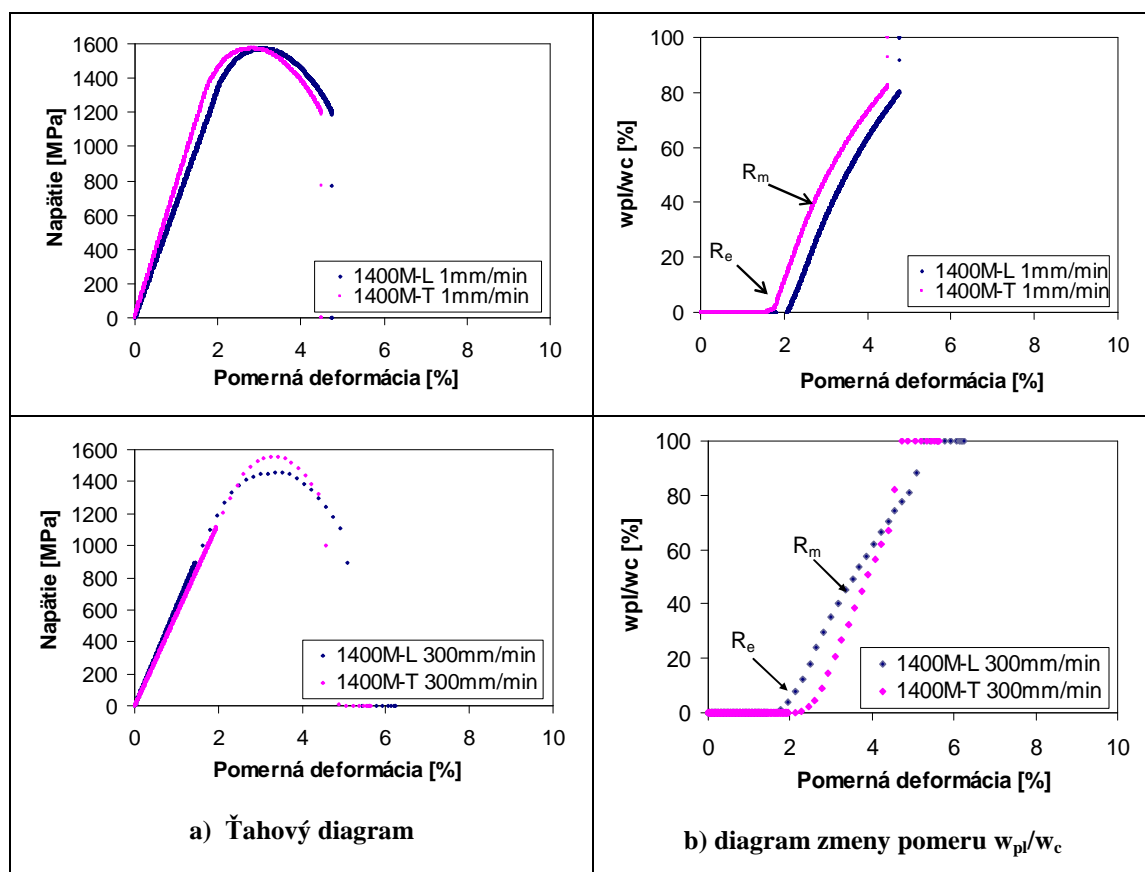 1600
1400
1200
1000
800
600
400
200
0
Napätie [MPa]
1400M-L 1mm/min
1400M-T 1mm/min
0 2 4 6 8 10
Pomerná deformácia [%]
100
80
60
40
20
0
wpl/wc [%]
Rm
Re
1400M-L 1mm/min
1400M-T 1mm/min
0 2 4 6 8 10
Pomerná deformácia [%]
1600
1400
1200
1000
800
600
400
200
0
Napätie [MPa]
1400M-L 300mm/min
1400M-T 300mm/min
0 2 4 6 8 10
Pomerná deformácia [%]
a) Ťahový diagram
100
80
60
40
20
0
wpl/wc [%]
Rm
Re
1400M-L 300mm/min
1400M-T 300mm/min
0 2 4 6 8 10
Pomerná deformácia [%]
b) diagram zmeny pomeru wpl/wc